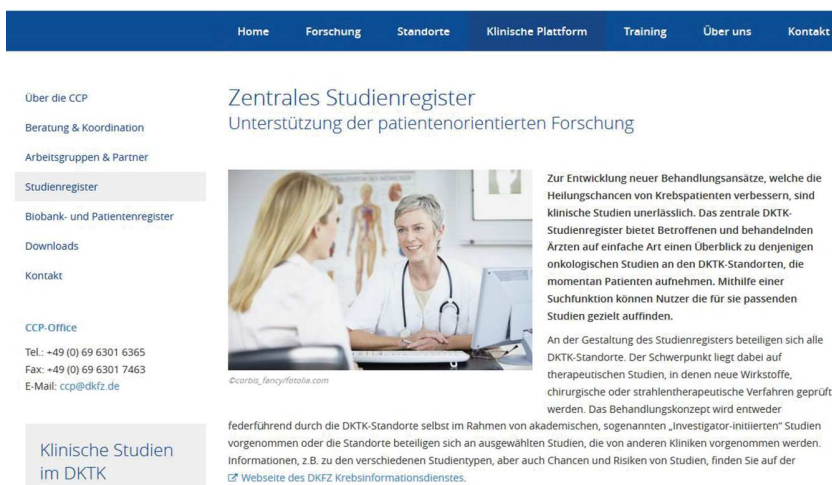 Home Forschung Standorte Klinische Plattform Training Über uns Kontakt
Über die CCP
Beratung & Koordination
Arbeitsgruppen & Partner
Studienregister
Biobank- und Patientenregister
Downloads
Kontakt
CCP-Office
Tel.: +49 (0) 69 6301 6365
Fax: +49 (0) 69 6301 7463
E-Mail: ccp@dkfz.de
Klinische Studien
im DKTK
Zentrales Studienregister
Unterstützung der patientenorientierten Forschung
©corbis_fancy/fotolia.com
Zur Entwicklung neuer Behandlungsansätze, welche die
Heilungschancen von Krebspatienten verbessern, sind
klinische Studien unerlässlich. Das zentrale DKTK-
Studienregister bietet Betroffenen und behandelnden
Ärzten auf einfache Art einen Überblick zu denjenigen
onkologischen Studien an den DKTK-Standorten, die
momentan Patienten aufnehmen. Mithilfe einer
Suchfunktion können Nutzer die für sie passenden
Studien gezielt auffinden.
An der Gestaltung des Studienregisters beteiligen sich alle
DKTK-Standorte. Der Schwerpunkt liegt dabei auf
therapeutischen Studien, in denen neue Wirkstoffe,
chirurgische oder strahlentherapeutische Verfahren geprüft
werden. Das Behandlungskonzept wird entweder
federführend durch die DKTK-Standorte selbst im Rahmen von akademischen, sogenannten „Investigator-initiierten“ Studien
vorgenommen oder die Standorte beteiligen sich an ausgewählten Studien, die von anderen Kliniken vorgenommen werden.
Informationen, z.B. zu den verschiedenen Studientypen, aber auch Chancen und Risiken von Studien, finden Sie auf der
Webseite des DKFZ Krebsinformationsdienstes.